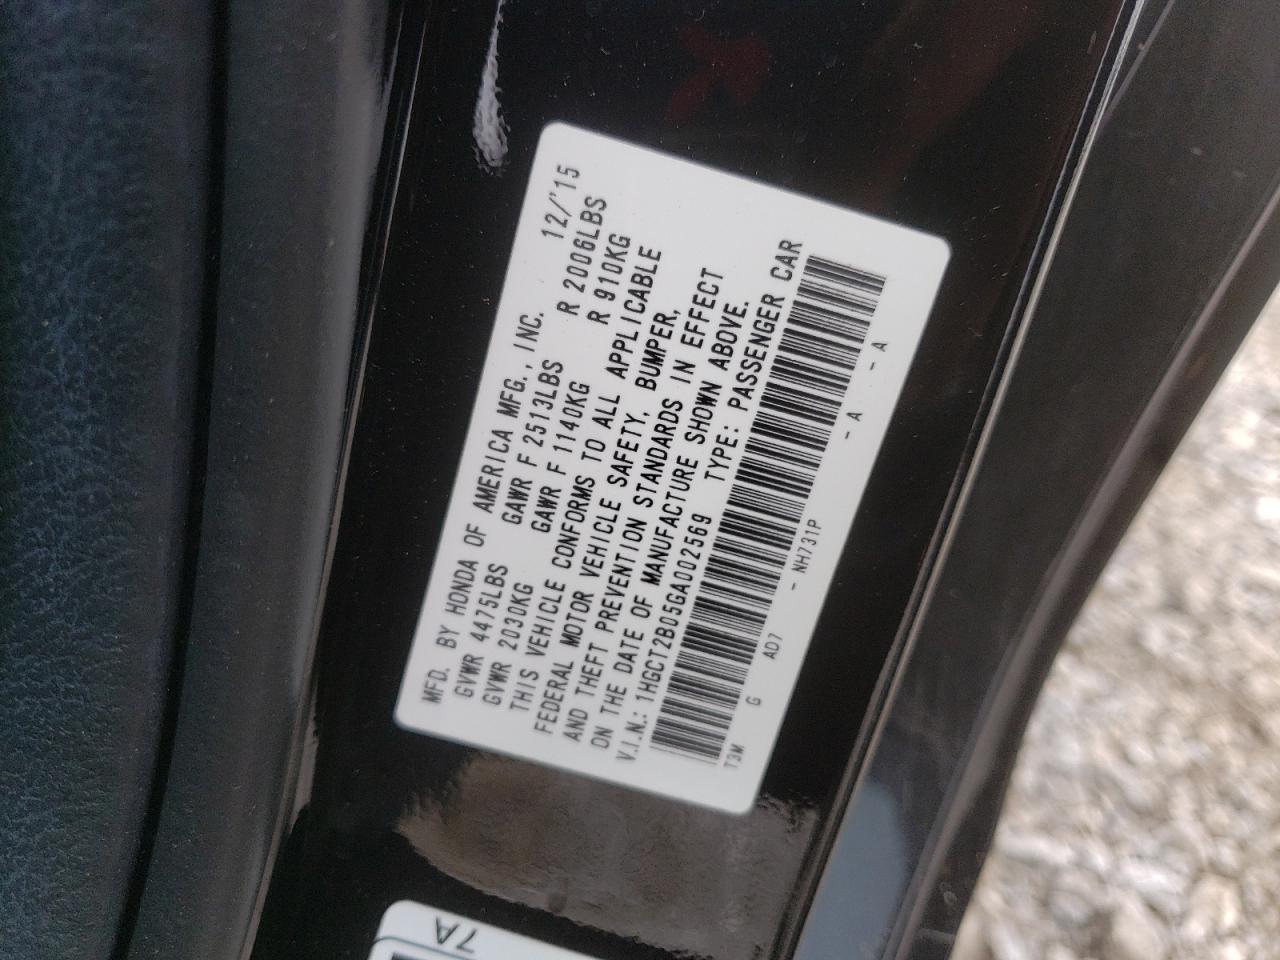 MFD. BY HONDA OF AMERICA MFG., INC. 12/'15
GVWR 4475LBS GAWR F 2513LBS R 2006LBS
GVWR 2030KG GAWR F 1140KG R 910KG
THIS VEHICLE CONFORMS TO ALL APPLICABLE
FEDERAL MOTOR VEHICLE SAFETY, BUMPER,
AND THEFT PREVENTION STANDARDS IN EFFECT
ON THE DATE OF MANUFACTURE SHOWN ABOVE.
V.I.N.: 1HGCT2B05GA002569 TYPE: PASSENGER CAR
T3M G AD7 - NH731P - A - A
7A